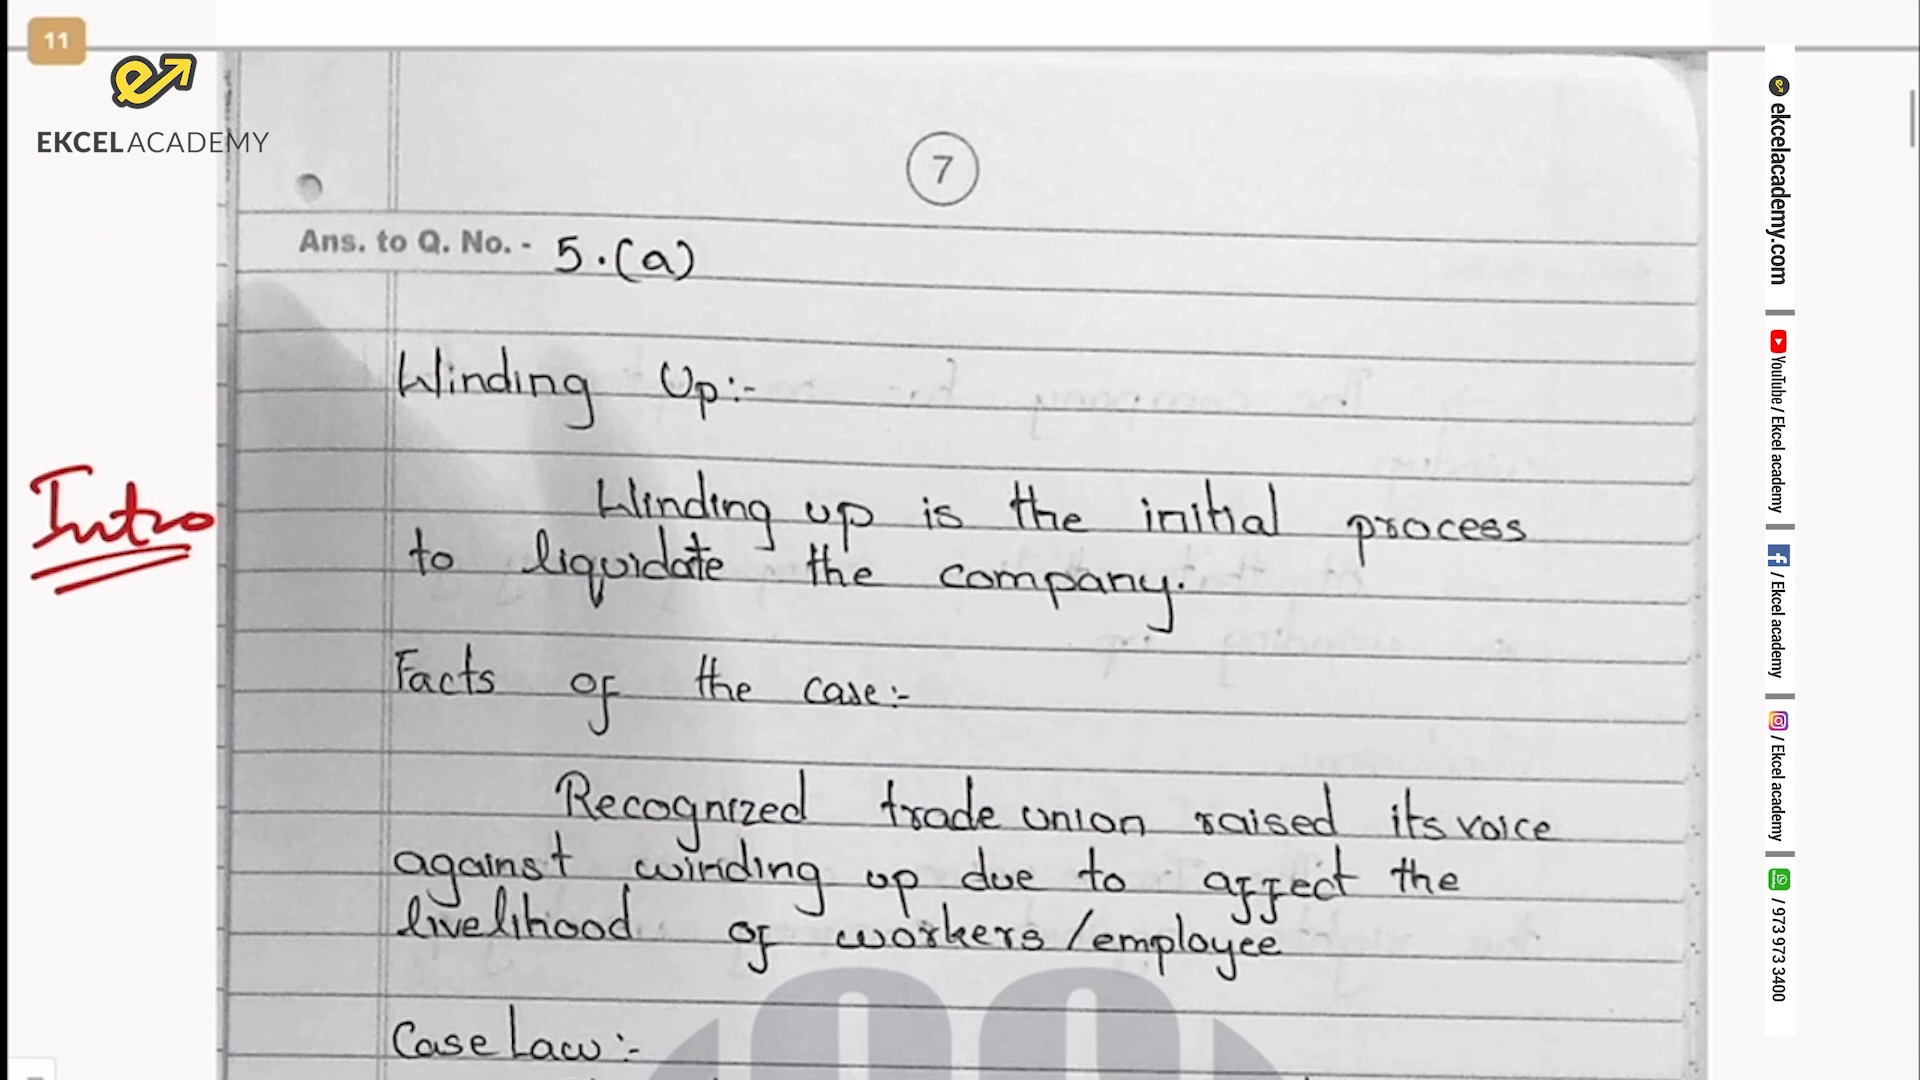 11
EKCELACADEMY
7
Ans. to Q. No. - 5.(a)
Winding Up:-
Intro
Winding up is the initial process
to liquidate the company.
Facts of the case:-
Recognized trade union raised its voice
against winding up due to affect the
livelihood of workers/employee
Case Law:-
ekcelacademy.com
YouTube / Ekcel academy
/ Ekcel academy
/ Ekcel academy
/ 973 973 3400